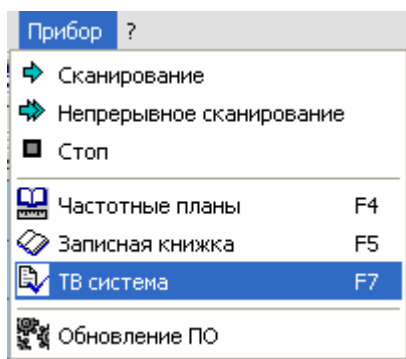 Прибор ?
Сканирование
Непрерывное сканирование
Стоп
Частотные планы F4
Записная книжка F5
ТВ система F7
Обновление ПО